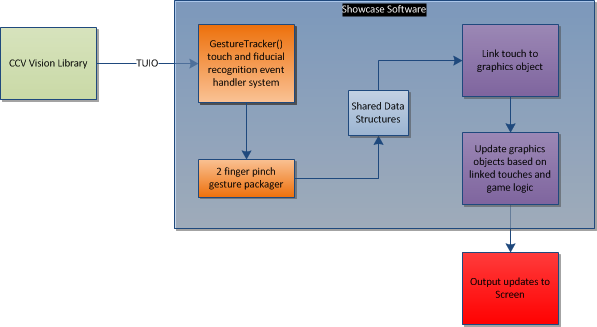 Showcase Software
CCV Vision Library
TUIO
GestureTracker()
touch and fiducial
recognition event
handler system
2 finger pinch
gesture packager
Shared Data
Structures
Link touch to
graphics object
Update graphics
objects based on
linked touches and
game logic
Output updates to
Screen